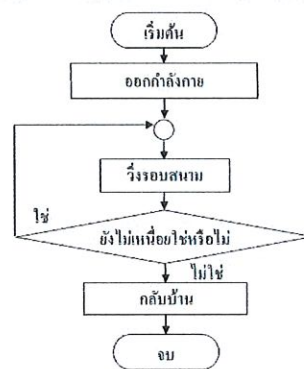 เริ่มต้น
ออกกำลังกาย
วิ่งรอบสนาม
ใช่
ยังไม่เหนื่อยใช่หรือไม่
ไม่ใช่
กลับบ้าน
จบ